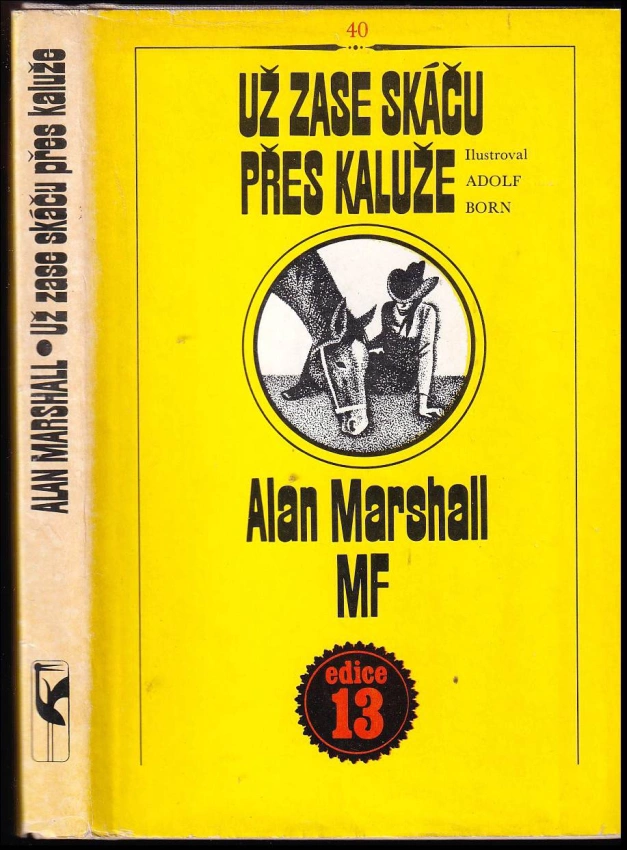 40
UŽ ZASE SKÁČU
PŘES KALUŽE
Ilustroval
ADOLF
BORN
Alan Marshall
MF
edice
13
ALAN MARSHALL • Už zase skáču přes kaluže